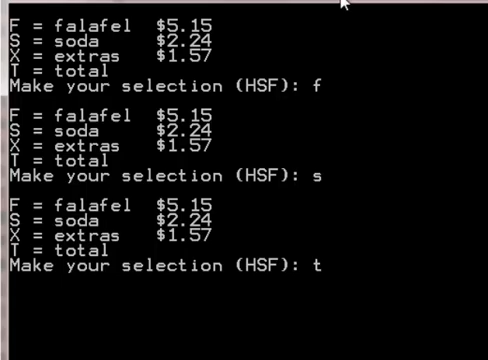 F = falafel $5.15
S = soda $2.24
X = extras $1.57
T = total
Make your selection (HSF): f
F = falafel $5.15
S = soda $2.24
X = extras $1.57
T = total
Make your selection (HSF): s
F = falafel $5.15
S = soda $2.24
X = extras $1.57
T = total
Make your selection (HSF): t